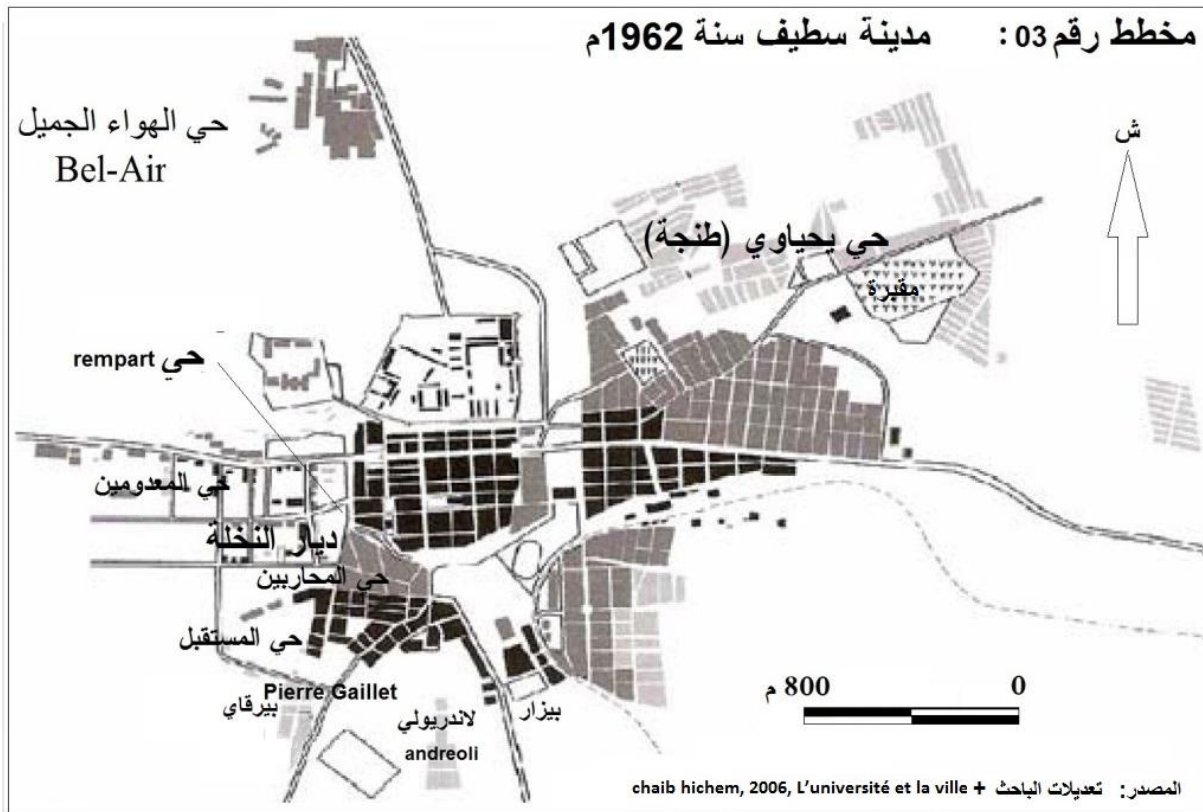 مخطط رقم 03 : مدينة سطيف سنة 1962م
حي الهواء الجميل
Bel-Air
ش
حي يحياوي (طنجة)
مقبرة
حي rempart
حي المعدومين
ديار النخلة
حي المحاربين
حي المستقبل
Pierre Gaillet
بيرقاي
لاندريولي
andreoli
بيزار
800 م 0
المصدر: تعديلات الباحث + chaib hichem, 2006, L'université et la ville